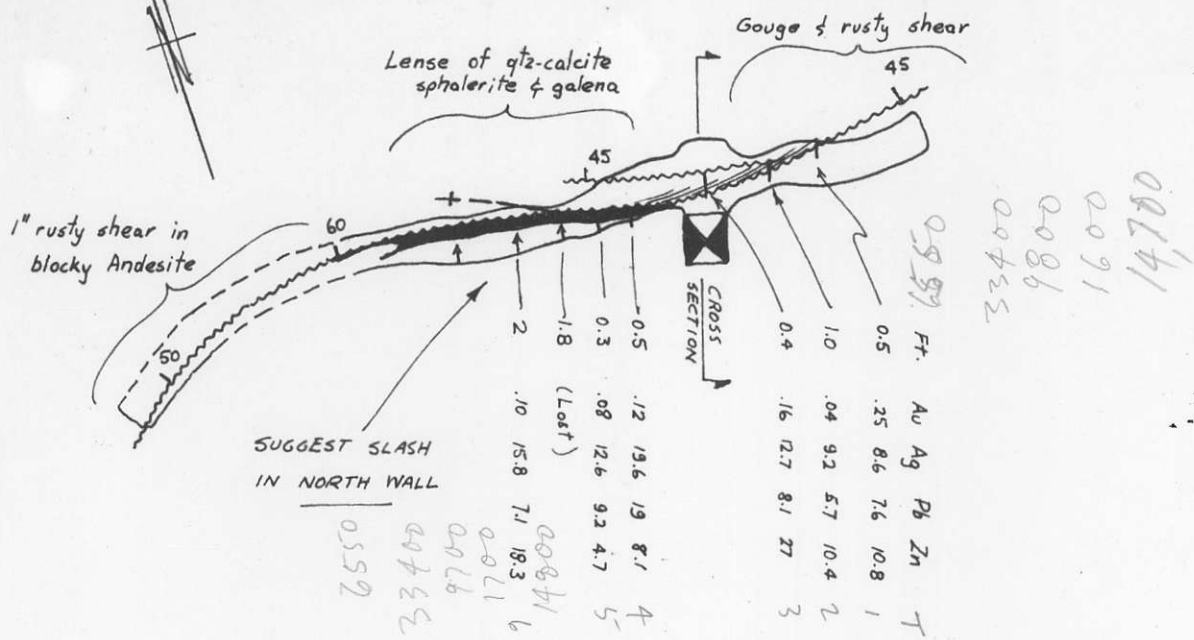 Gouge & rusty shear
45
Lense of qtz-calcite
sphalerite & galena
45
1" rusty shear in
blocky Andesite
60
50
SUGGEST SLASH
IN NORTH WALL
CROSS
SECTION
Ft. Au Ag Pb Zn T
0.5 .25 8.6 7.6 10.8 1
1.0 .04 9.2 5.7 10.4 2
0.4 .16 12.7 8.1 27 3
0.5 .12 19.6 19 8.1 4
0.3 .08 12.6 9.2 4.7 5
1.8 (Lost)
2 .10 15.8 7.1 18.3 6